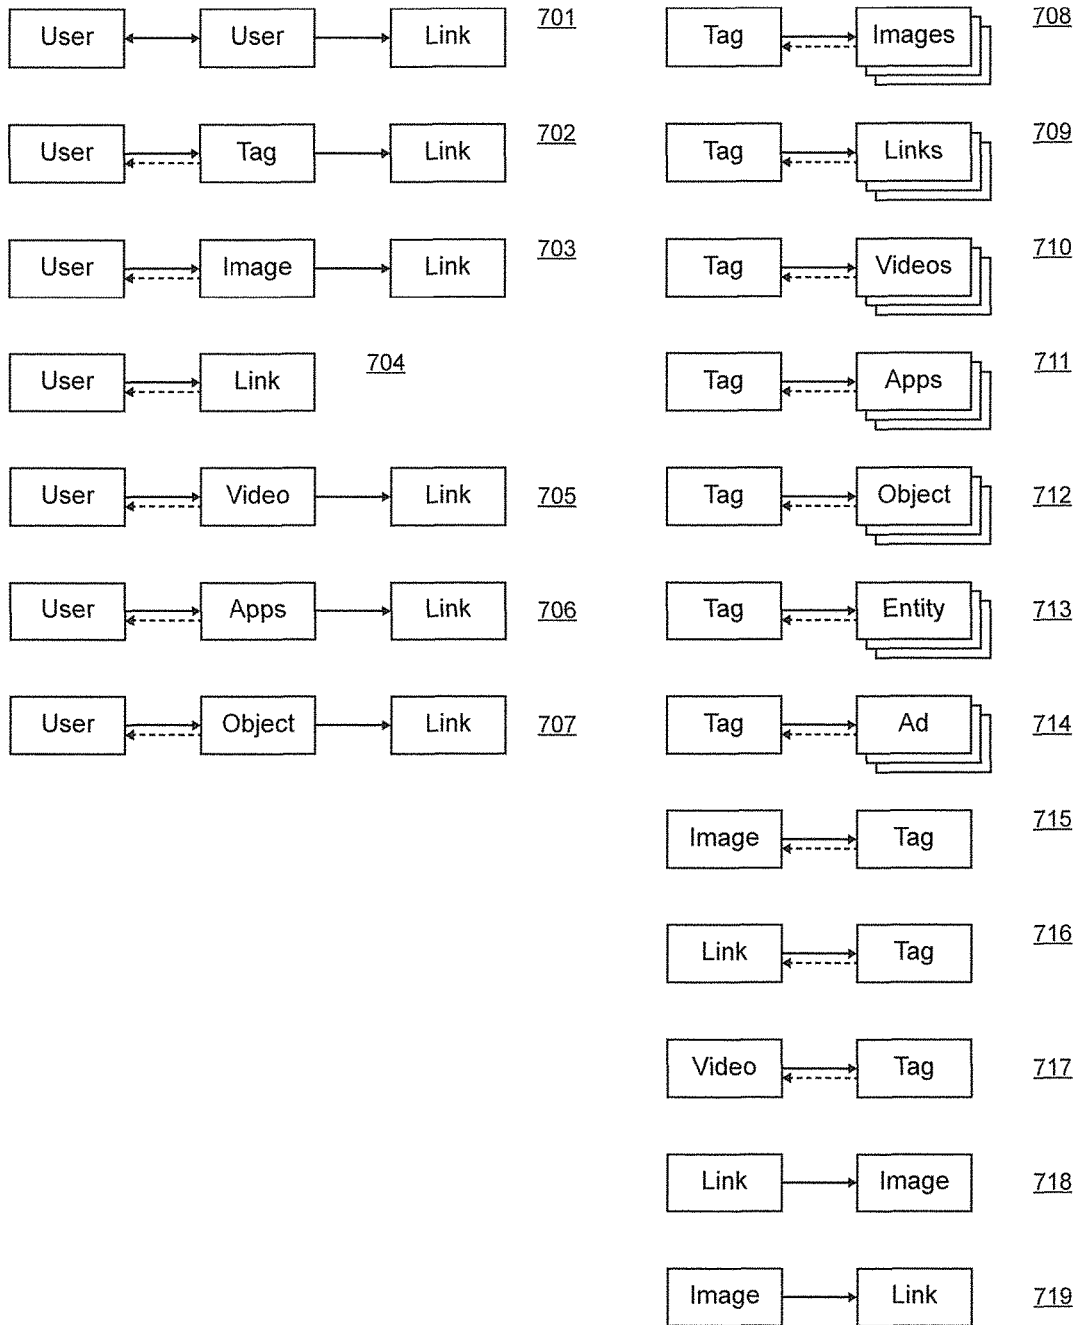 User User Link 701
User Tag Link 702
User Image Link 703
User Link 704
User Video Link 705
User Apps Link 706
User Object Link 707
Tag Images 708
Tag Links 709
Tag Videos 710
Tag Apps 711
Tag Object 712
Tag Entity 713
Tag Ad 714
Image Tag 715
Link Tag 716
Video Tag 717
Link Image 718
Image Link 719